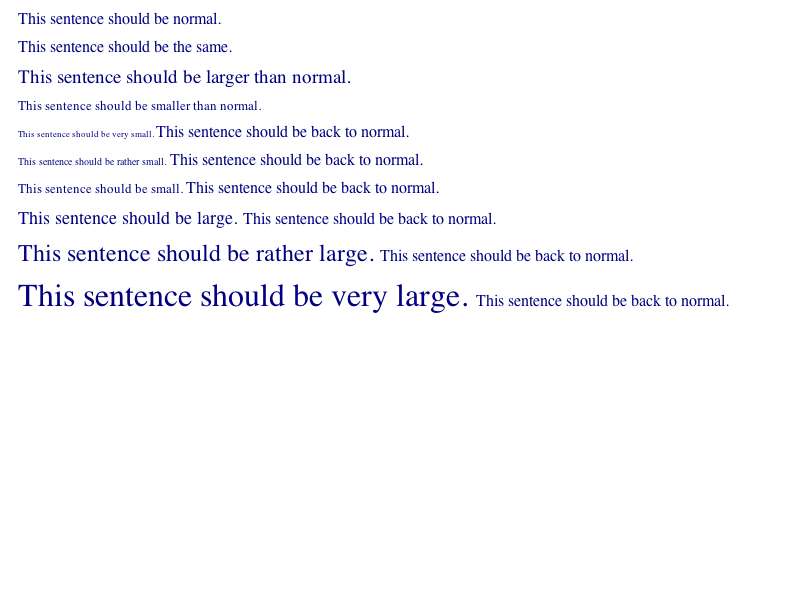 This sentence should be normal.
This sentence should be the same.
This sentence should be larger than normal.
This sentence should be smaller than normal.
This sentence should be very small. This sentence should be back to normal.
This sentence should be rather small. This sentence should be back to normal.
This sentence should be small. This sentence should be back to normal.
This sentence should be large. This sentence should be back to normal.
This sentence should be rather large. This sentence should be back to normal.
This sentence should be very large. This sentence should be back to normal.